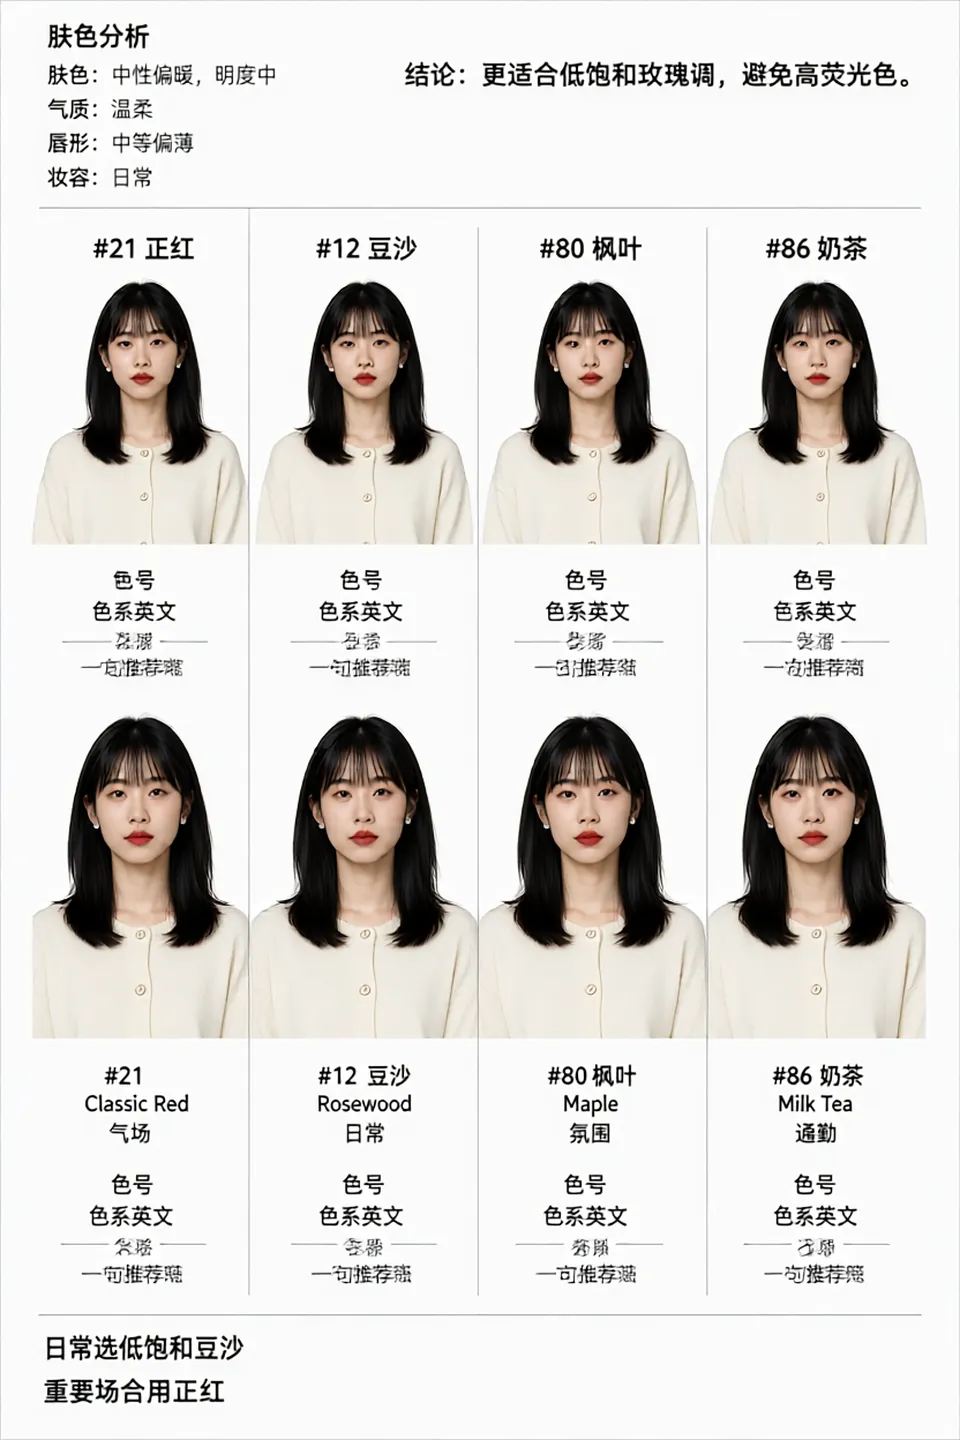 肤色分析
肤色：中性偏暖，明度中
气质：温柔
唇形：中等偏薄
妆容：日常
结论：更适合低饱和玫瑰调，避免高荧光色。
#21 正红
#12 豆沙
#80 枫叶
#86 奶茶
色号
色系英文
色号
色系英文
色号
色系英文
色号
色系英文
#21
Classic Red
气场
#12 豆沙
Rosewood
日常
#80 枫叶
Maple
氛围
#86 奶茶
Milk Tea
通勤
色号
色系英文
色号
色系英文
色号
色系英文
色号
色系英文
日常选低饱和豆沙
重要场合用正红